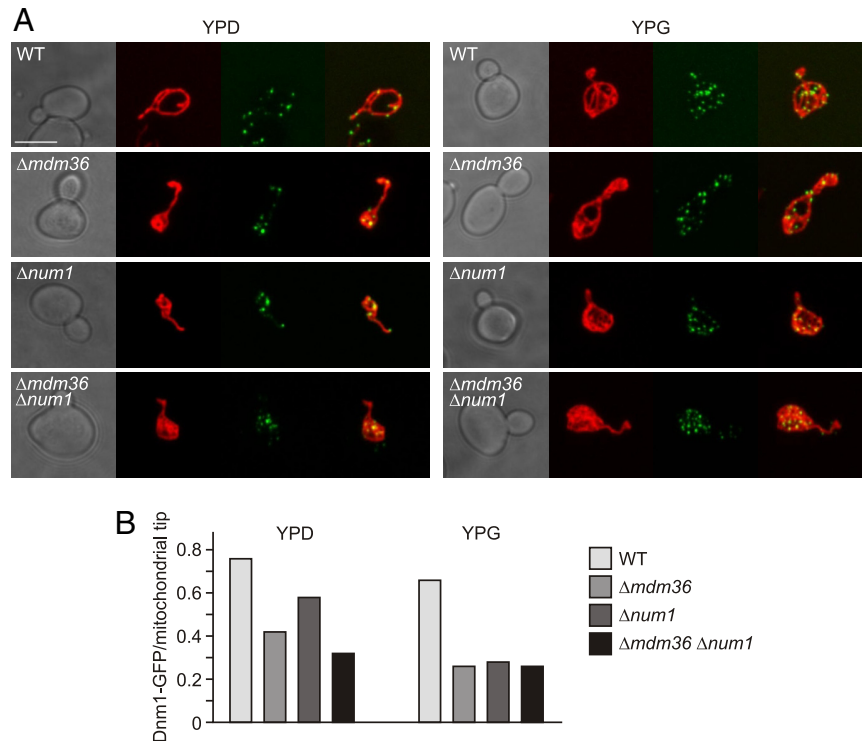 A
YPD
YPG
WT
WT
Δmdm36
Δmdm36
Δnum1
Δnum1
Δmdm36
Δnum1
Δmdm36
Δnum1
B
YPD
YPG
Dnm1-GFP/mitochondrial tip
0.8
0.6
0.4
0.2
0
WT
Δmdm36
Δnum1
Δmdm36 Δnum1